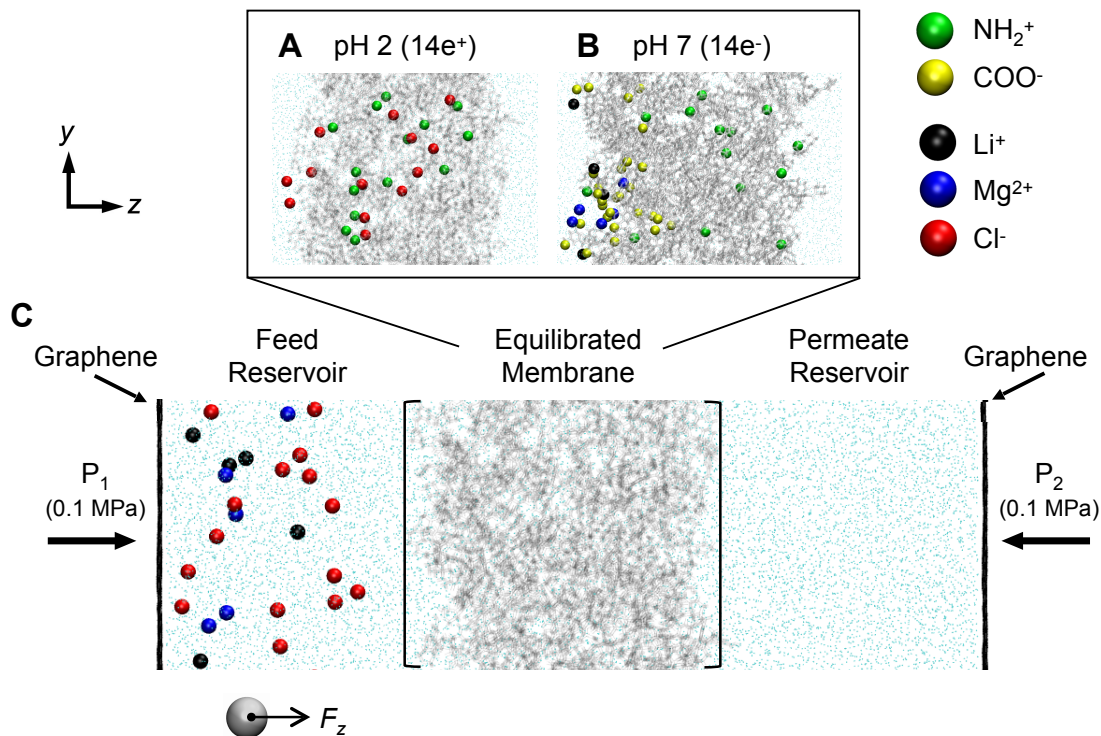 A pH 2 (14e⁺)
B pH 7 (14e⁻)
NH₂⁺
COO⁻
Li⁺
Mg²⁺
Cl⁻
y
z
C
Graphene
Feed
Reservoir
Equilibrated
Membrane
Permeate
Reservoir
Graphene
P₁
(0.1 MPa)
P₂
(0.1 MPa)
F_z